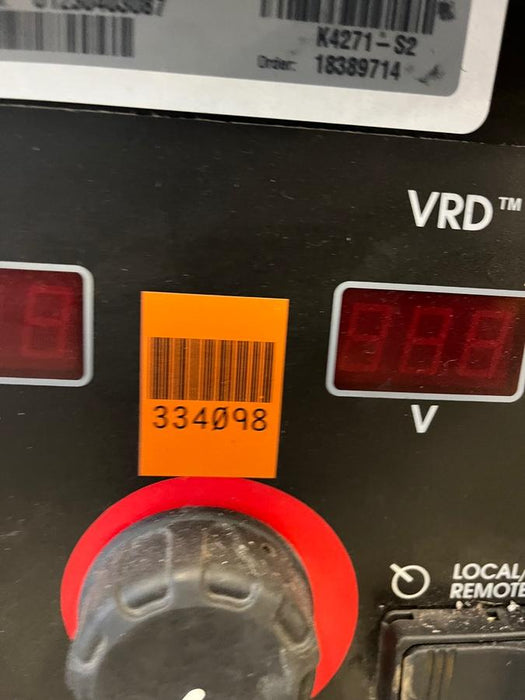 K4271-S2
Order: 18389714
VRD™
334098
V
LOCAL/
REMOTE